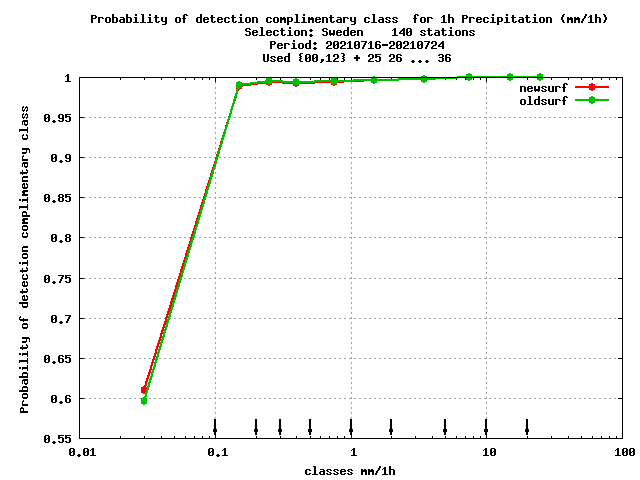 Probability of detection complimentary class  for 1h Precipitation (mm/1h)
Selection: Sweden    140 stations
Period: 20210716-20210724
Used {00,12} + 25 26 ... 36
Probability of detection complimentary class
1
0.95
0.9
0.85
0.8
0.75
0.7
0.65
0.6
0.55
newsurf
oldsurf
0.01
0.1
1
10
100
classes mm/1h